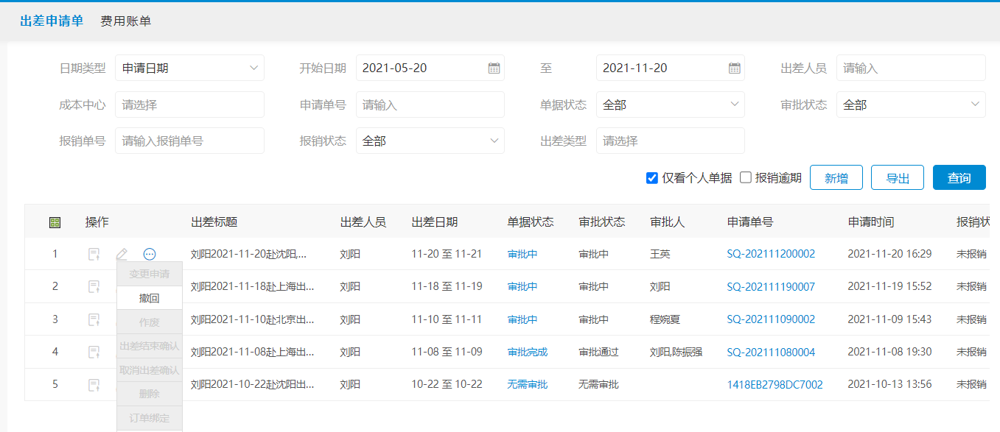 出差申请单 费用账单
日期类型 申请日期 开始日期 2021-05-20 至 2021-11-20 出差人员 请输入
成本中心 请选择 申请单号 请输入 单据状态 全部 审批状态 全部
报销单号 请输入报销单号 报销状态 全部 出差类型 请选择
仅看个人单据 报销逾期 新增 导出 查询
操作 出差标题 出差人员 出差日期 单据状态 审批状态 审批人 申请单号 申请时间 报销状
1 刘阳2021-11-20赴沈阳,... 刘阳 11-20 至 11-21 审批中 审批中 王英 SQ-202111200002 2021-11-20 16:29 未报销
变更申请
2 刘阳2021-11-18赴上海出... 刘阳 11-18 至 11-19 审批中 审批中 刘阳 SQ-202111190007 2021-11-19 15:52 未报销
撤回
3 刘阳2021-11-10赴北京出... 刘阳 11-10 至 11-11 审批中 审批中 程婉夏 SQ-202111090002 2021-11-09 15:43 未报销
作废
出差结束确认
4 刘阳2021-11-08赴上海出... 刘阳 11-08 至 11-09 审批完成 审批通过 刘阳,陈振强 SQ-202111080004 2021-11-08 19:30 未报销
取消出差确认
5 刘阳2021-10-22赴沈阳出... 刘阳 10-22 至 10-22 无需审批 无需审批 1418EB2798DC7002 2021-10-13 13:56 未报销
删除
订单绑定